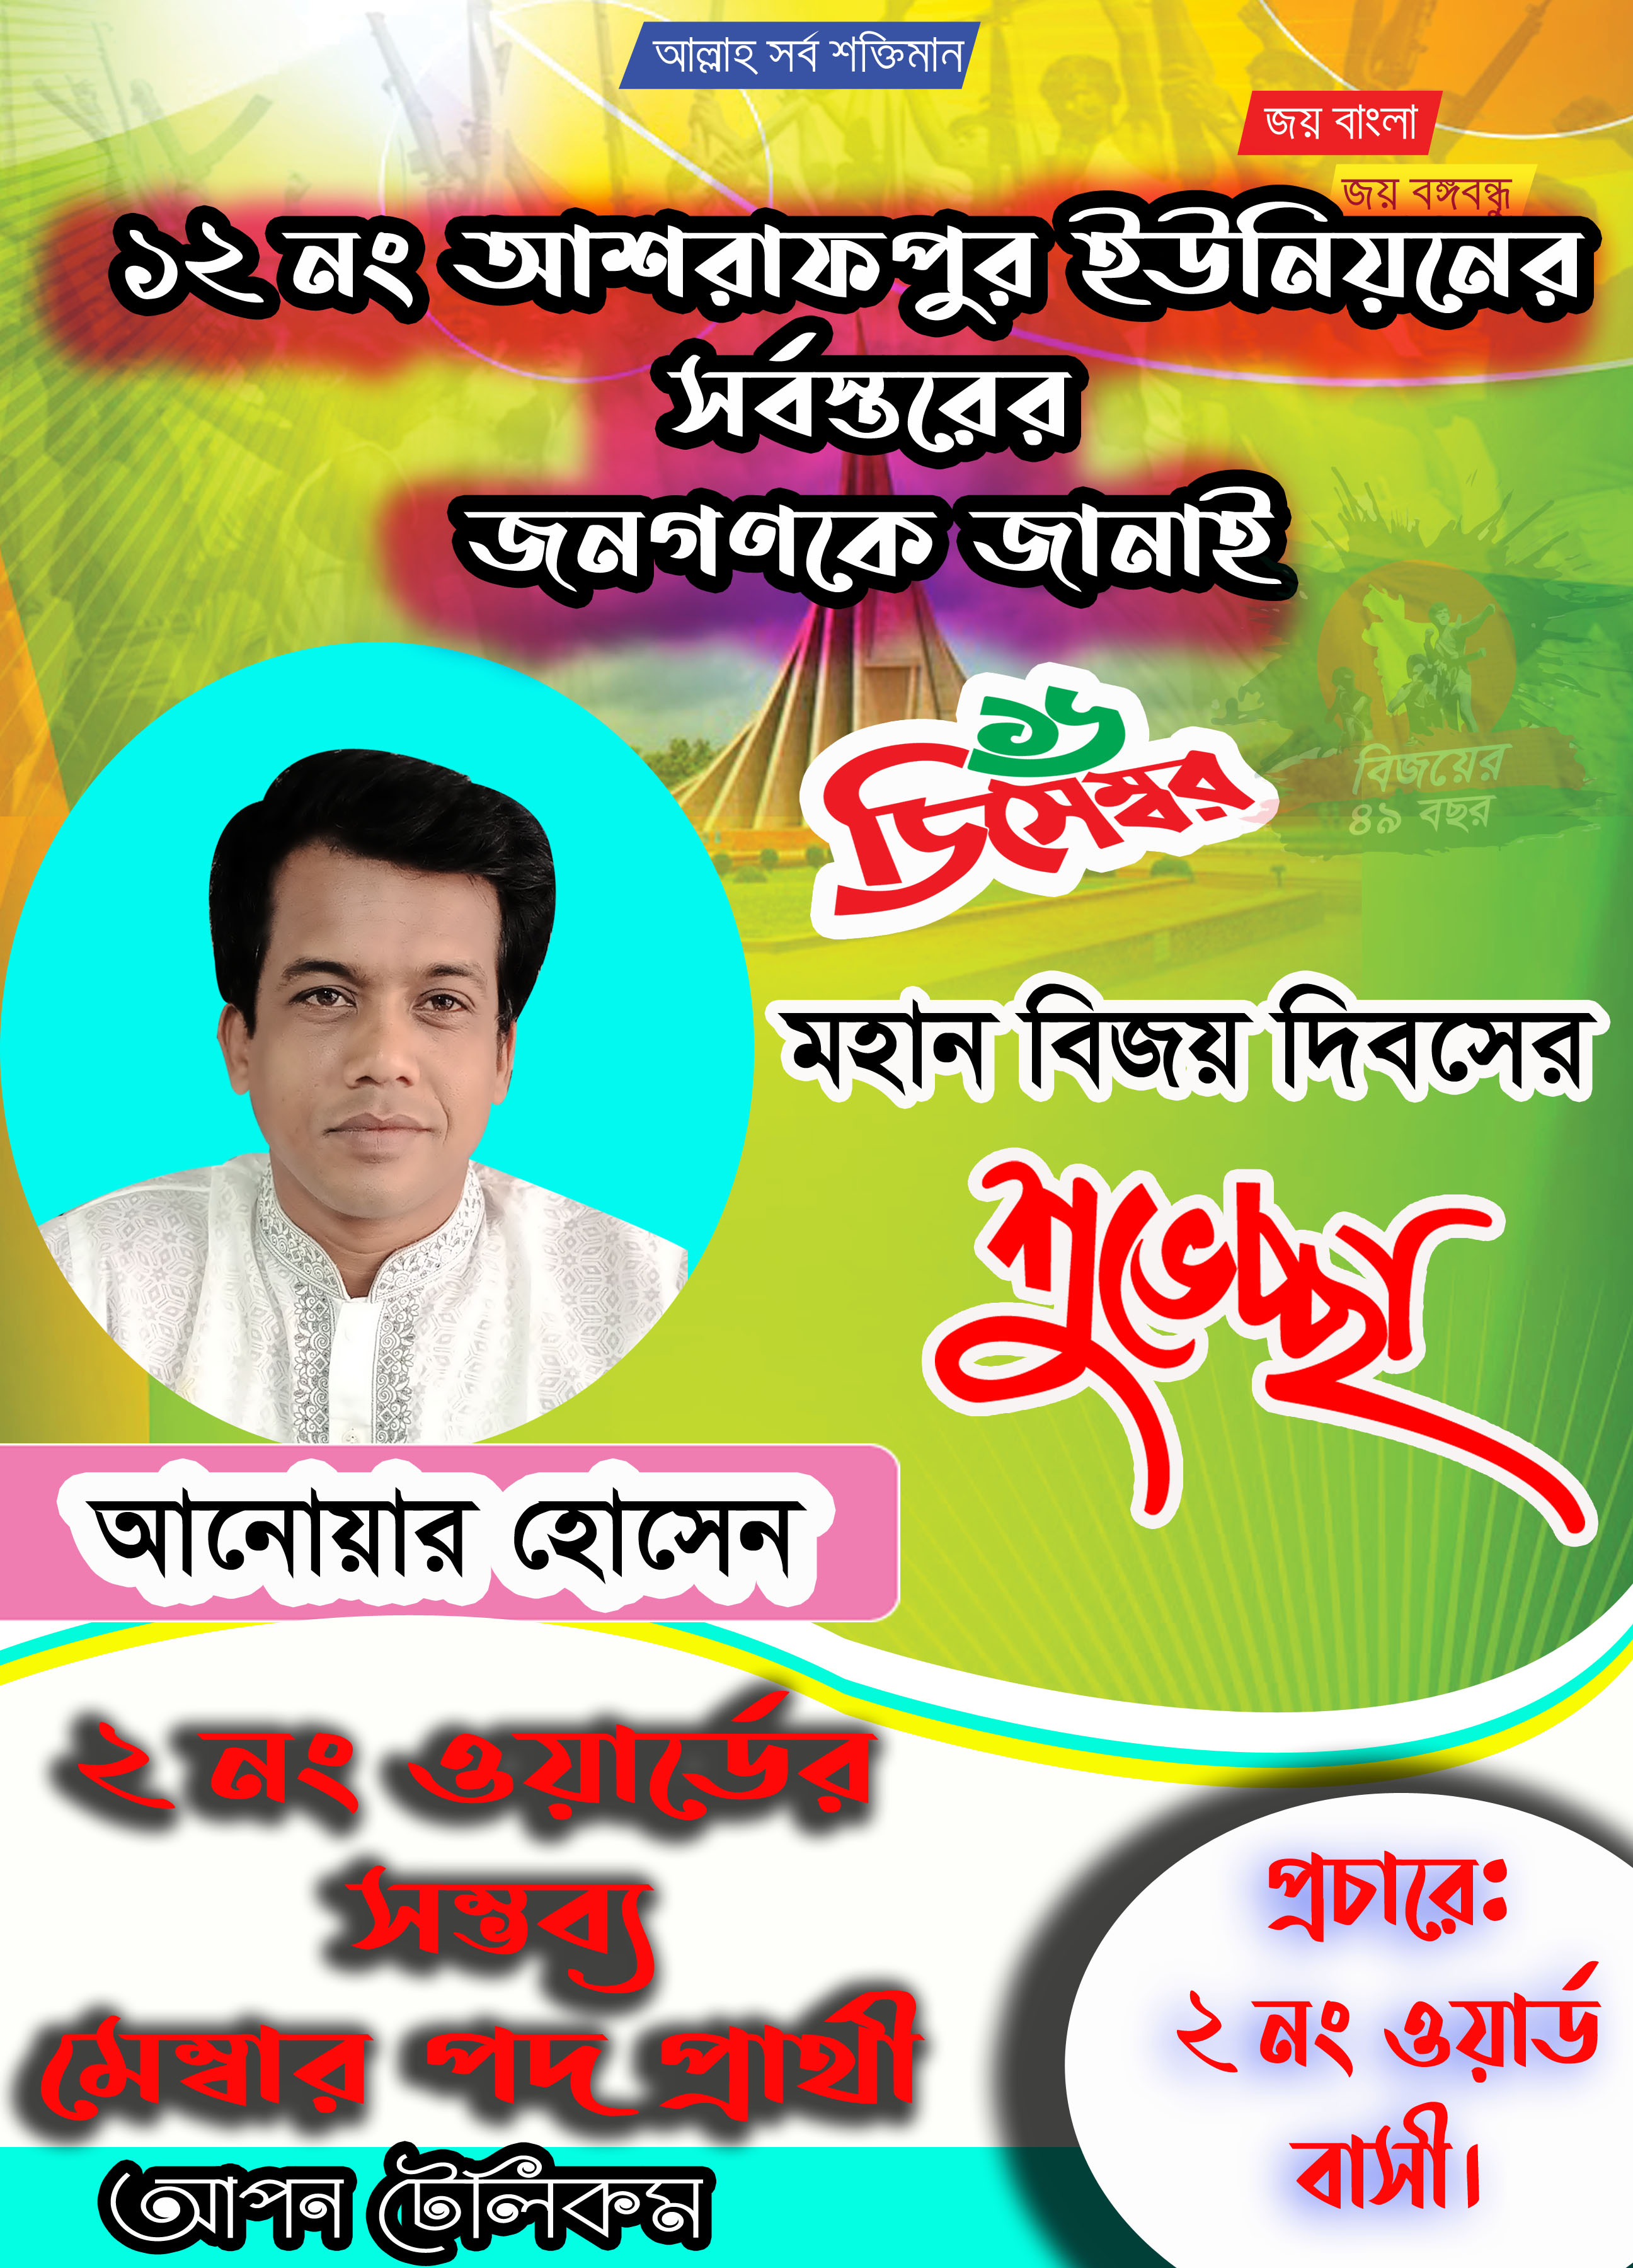 আল্লাহ সর্ব শক্তিমান
জয় বাংলা
জয় বঙ্গবন্ধু
১২ নং আশরাফপুর ইউনিয়নের
সর্বস্তরের
জনগণকে জানাই
১৬
ডিসেম্বর
বিজয়ের
৪৯ বছর
মহান বিজয় দিবসের
শুভেচ্ছা
আনোয়ার হোসেন
২ নং ওয়ার্ডের
সম্ভব্য
মেম্বার পদ প্রার্থী
আপন টেলিকম
প্রচারে:
২ নং ওয়ার্ড
বাসী।